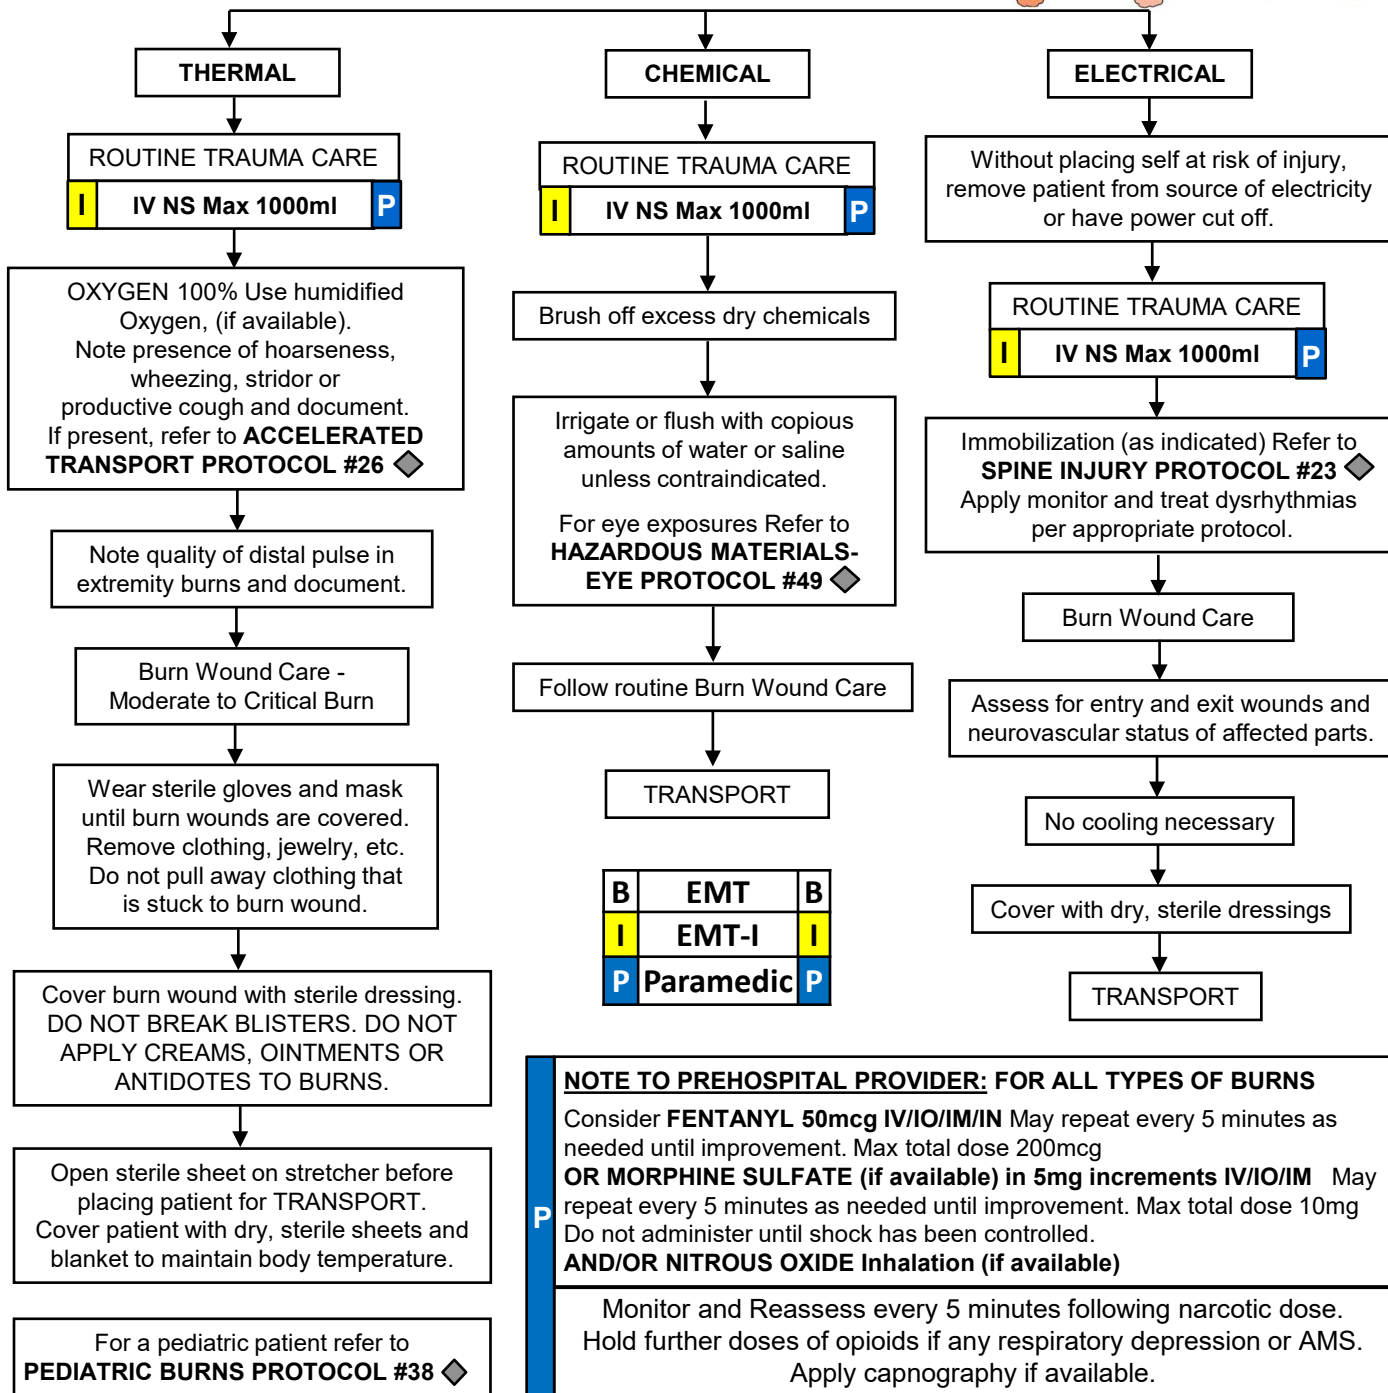 THERMAL
ROUTINE TRAUMA CARE
I IV NS Max 1000ml P
OXYGEN 100% Use humidified
Oxygen, (if available).
Note presence of hoarseness,
wheezing, stridor or
productive cough and document.
If present, refer to ACCELERATED
TRANSPORT PROTOCOL #26
Note quality of distal pulse in
extremity burns and document.
Burn Wound Care -
Moderate to Critical Burn
Wear sterile gloves and mask
until burn wounds are covered.
Remove clothing, jewelry, etc.
Do not pull away clothing that
is stuck to burn wound.
Cover burn wound with sterile dressing.
DO NOT BREAK BLISTERS. DO NOT
APPLY CREAMS, OINTMENTS OR
ANTIDOTES TO BURNS.
Open sterile sheet on stretcher before
placing patient for TRANSPORT.
Cover patient with dry, sterile sheets and
blanket to maintain body temperature.
For a pediatric patient refer to
PEDIATRIC BURNS PROTOCOL #38
CHEMICAL
ROUTINE TRAUMA CARE
I IV NS Max 1000ml P
Brush off excess dry chemicals
Irrigate or flush with copious
amounts of water or saline
unless contraindicated.
For eye exposures Refer to
HAZARDOUS MATERIALS-
EYE PROTOCOL #49
Follow routine Burn Wound Care
TRANSPORT
B EMT B
I EMT-I I
P Paramedic P
ELECTRICAL
Without placing self at risk of injury,
remove patient from source of electricity
or have power cut off.
ROUTINE TRAUMA CARE
I IV NS Max 1000ml P
Immobilization (as indicated) Refer to
SPINE INJURY PROTOCOL #23
Apply monitor and treat dysrhythmias
per appropriate protocol.
Burn Wound Care
Assess for entry and exit wounds and
neurovascular status of affected parts.
No cooling necessary
Cover with dry, sterile dressings
TRANSPORT
P
NOTE TO PREHOSPITAL PROVIDER: FOR ALL TYPES OF BURNS
Consider FENTANYL 50mcg IV/IO/IM/IN May repeat every 5 minutes as
needed until improvement. Max total dose 200mcg
OR MORPHINE SULFATE (if available) in 5mg increments IV/IO/IM May
repeat every 5 minutes as needed until improvement. Max total dose 10mg
Do not administer until shock has been controlled.
AND/OR NITROUS OXIDE Inhalation (if available)
Monitor and Reassess every 5 minutes following narcotic dose.
Hold further doses of opioids if any respiratory depression or AMS.
Apply capnography if available.